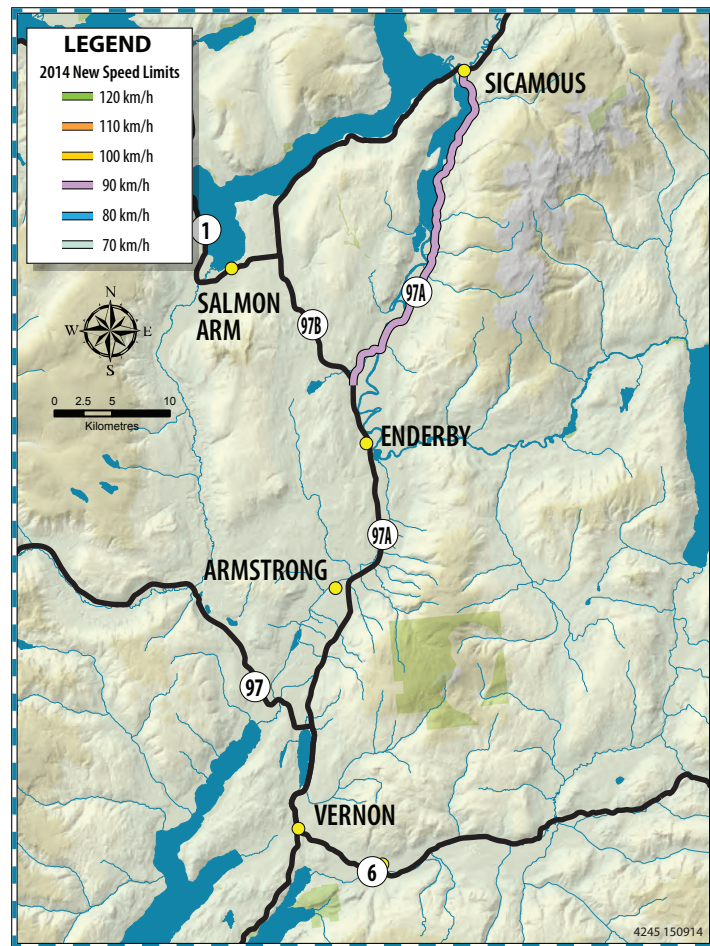 LEGEND
2014 New Speed Limits
120 km/h
110 km/h
100 km/h
90 km/h
80 km/h
70 km/h
SICAMOUS
1
SALMON
ARM
97A
97B
N
W
E
S
0 2.5 5 10
Kilometres
ENDERBY
97A
ARMSTRONG
97
VERNON
6
4245 150914